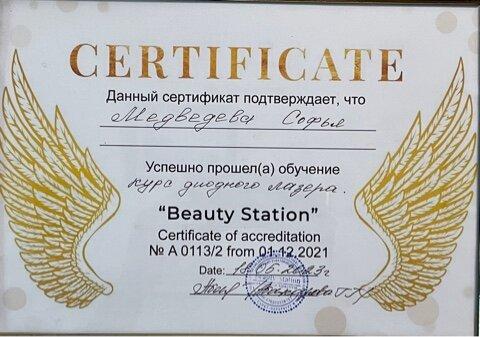 CERTIFICATE
Данный сертификат подтверждает, что
Медведева Софья
Успешно прошел(а) обучение
курс диодного лазера.
“Beauty Station”
Certificate of accreditation
№ A 0113/2 from 01.12.2021
Date: